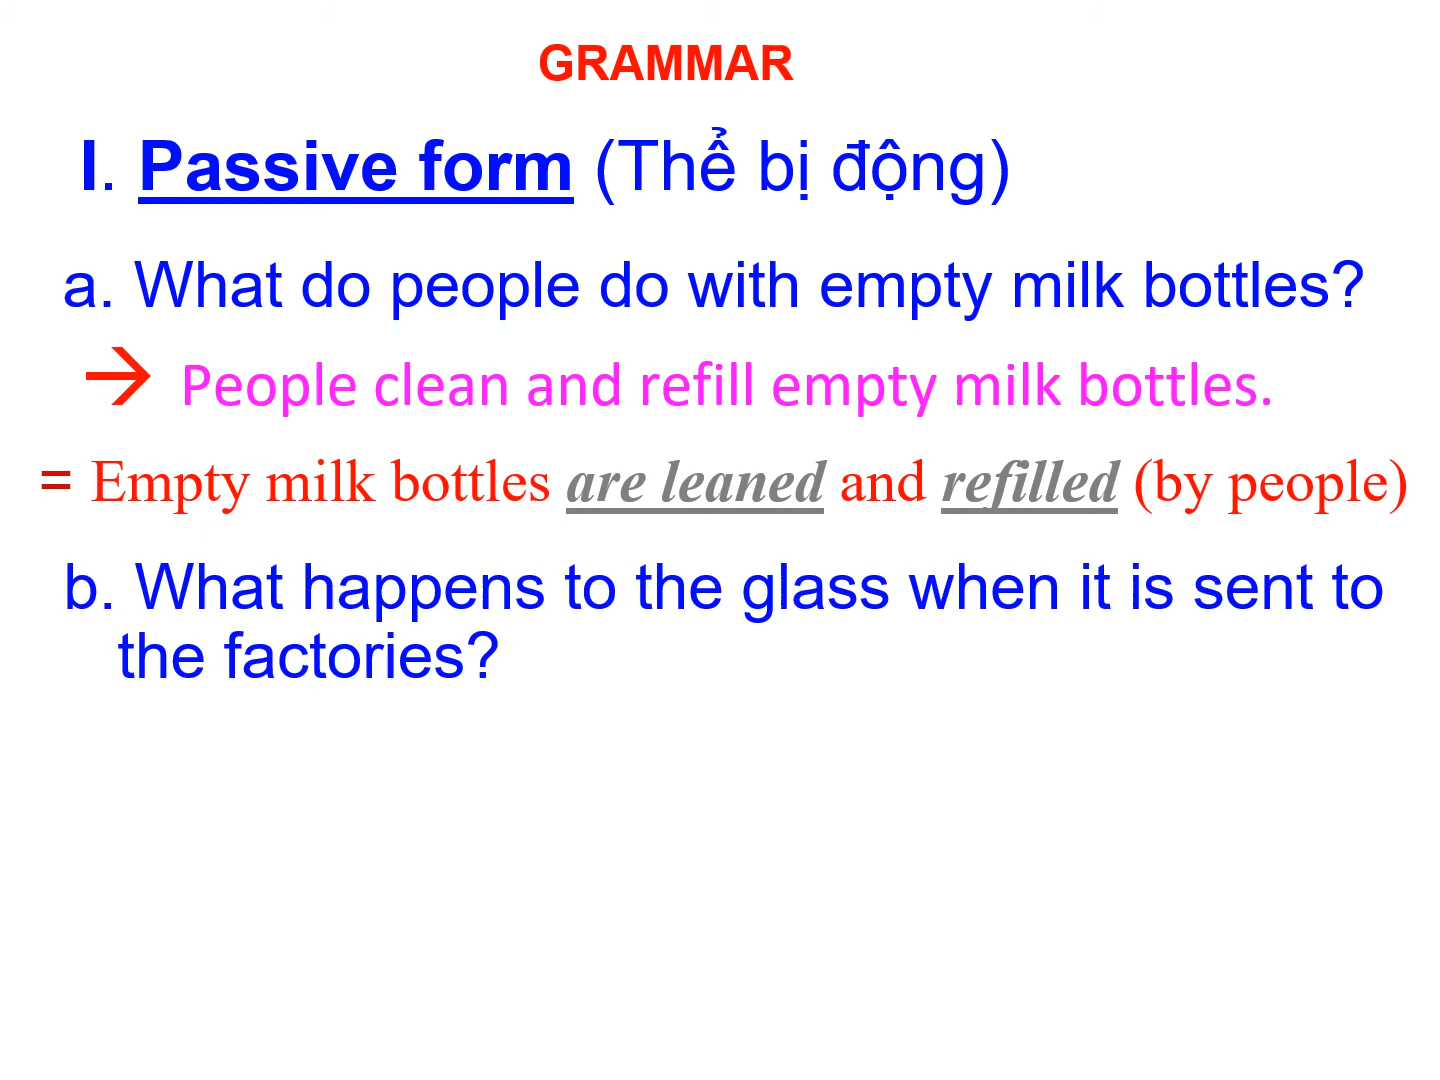 GRAMMAR
I. Passive form (Thể bị động)
a. What do people do with empty milk bottles?
→ People clean and refill empty milk bottles.
= Empty milk bottles are leaned and refilled (by people)
b. What happens to the glass when it is sent to
the factories?